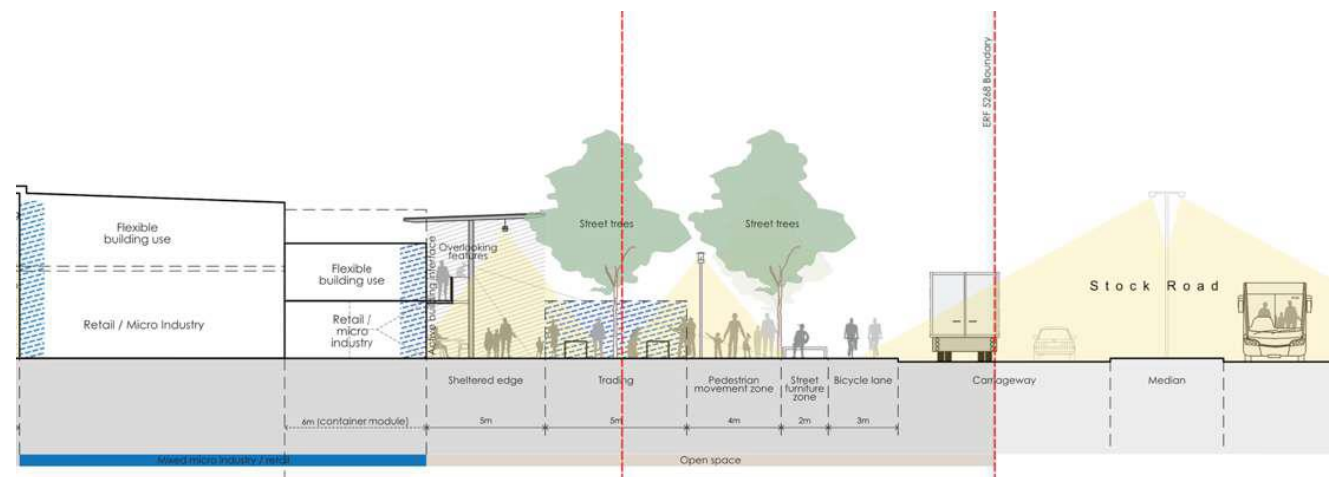 ERF 5268 Boundary
Street trees
Street trees
Flexible
building use
Overlooking
features
Active building interface
Flexible
building use
Stock Road
Retail / Micro Industry
Retail /
micro
industry
Sheltered edge
Trading
Pedestrian
movement zone
Street
furniture
zone
Bicycle lane
Carriageway
Median
6m (container module)
5m
5m
4m
2m
3m
Mixed micro industry / retail
Open space